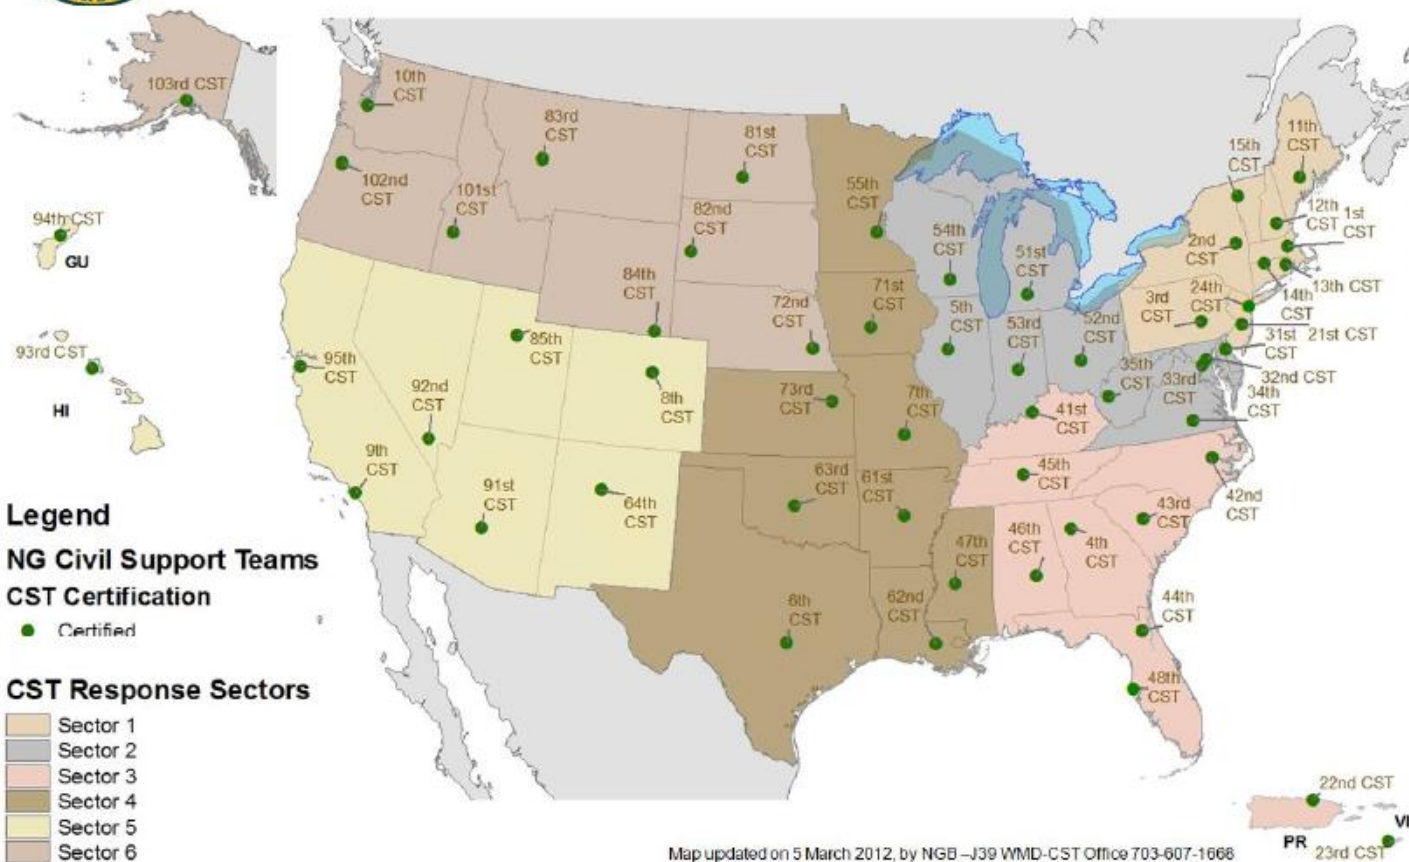 103rd CST
10th
CST
83rd
CST
81st
CST
102nd
CST
101st
CST
82nd
CST
55th
CST
54th
CST
51st
CST
15th
CST
11th
CST
12th
CST
1st
CST
2nd
CST
13th CST
94th CST
GU
84th
CST
72nd
CST
71st
CST
5th
CST
53rd
CST
52nd
CST
3rd
CST
24th
CST
14th
CST
31st
CST
21st CST
93rd CST
HI
95th
CST
85th
CST
8th
CST
92nd
CST
73rd
CST
7th
CST
41st
CST
35th
CST
33rd
CST
32nd CST
34th
CST
9th
CST
91st
CST
64th
CST
63rd
CST
61st
CST
45th
CST
42nd
CST
43rd
CST
4th
CST
46th
CST
47th
CST
62nd
CST
6th
CST
44th
CST
48th
CST
Legend
NG Civil Support Teams
CST Certification
Certified
CST Response Sectors
Sector 1
Sector 2
Sector 3
Sector 4
Sector 5
Sector 6
22nd CST
VI
PR
23rd CST
Map updated on 5 March 2012, by NGB -J39 WMD-CST Office 703-607-1668